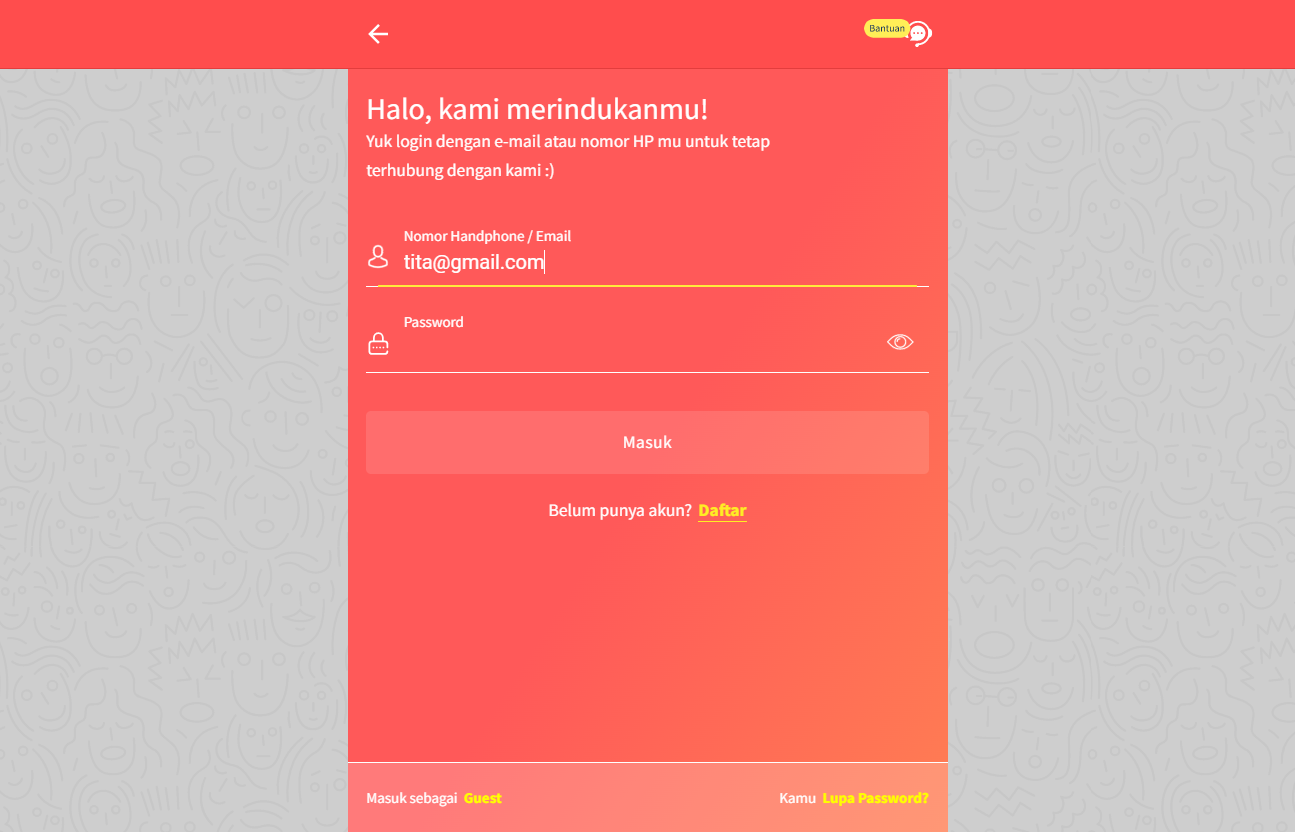 Bantuan
Halo, kami merindukanmu!
Yuk login dengan e-mail atau nomor HP mu untuk tetap
terhubung dengan kami :)
Nomor Handphone / Email
tita@gmail.com
Password
Masuk
Belum punya akun? Daftar
Masuk sebagai Guest
Kamu Lupa Password?